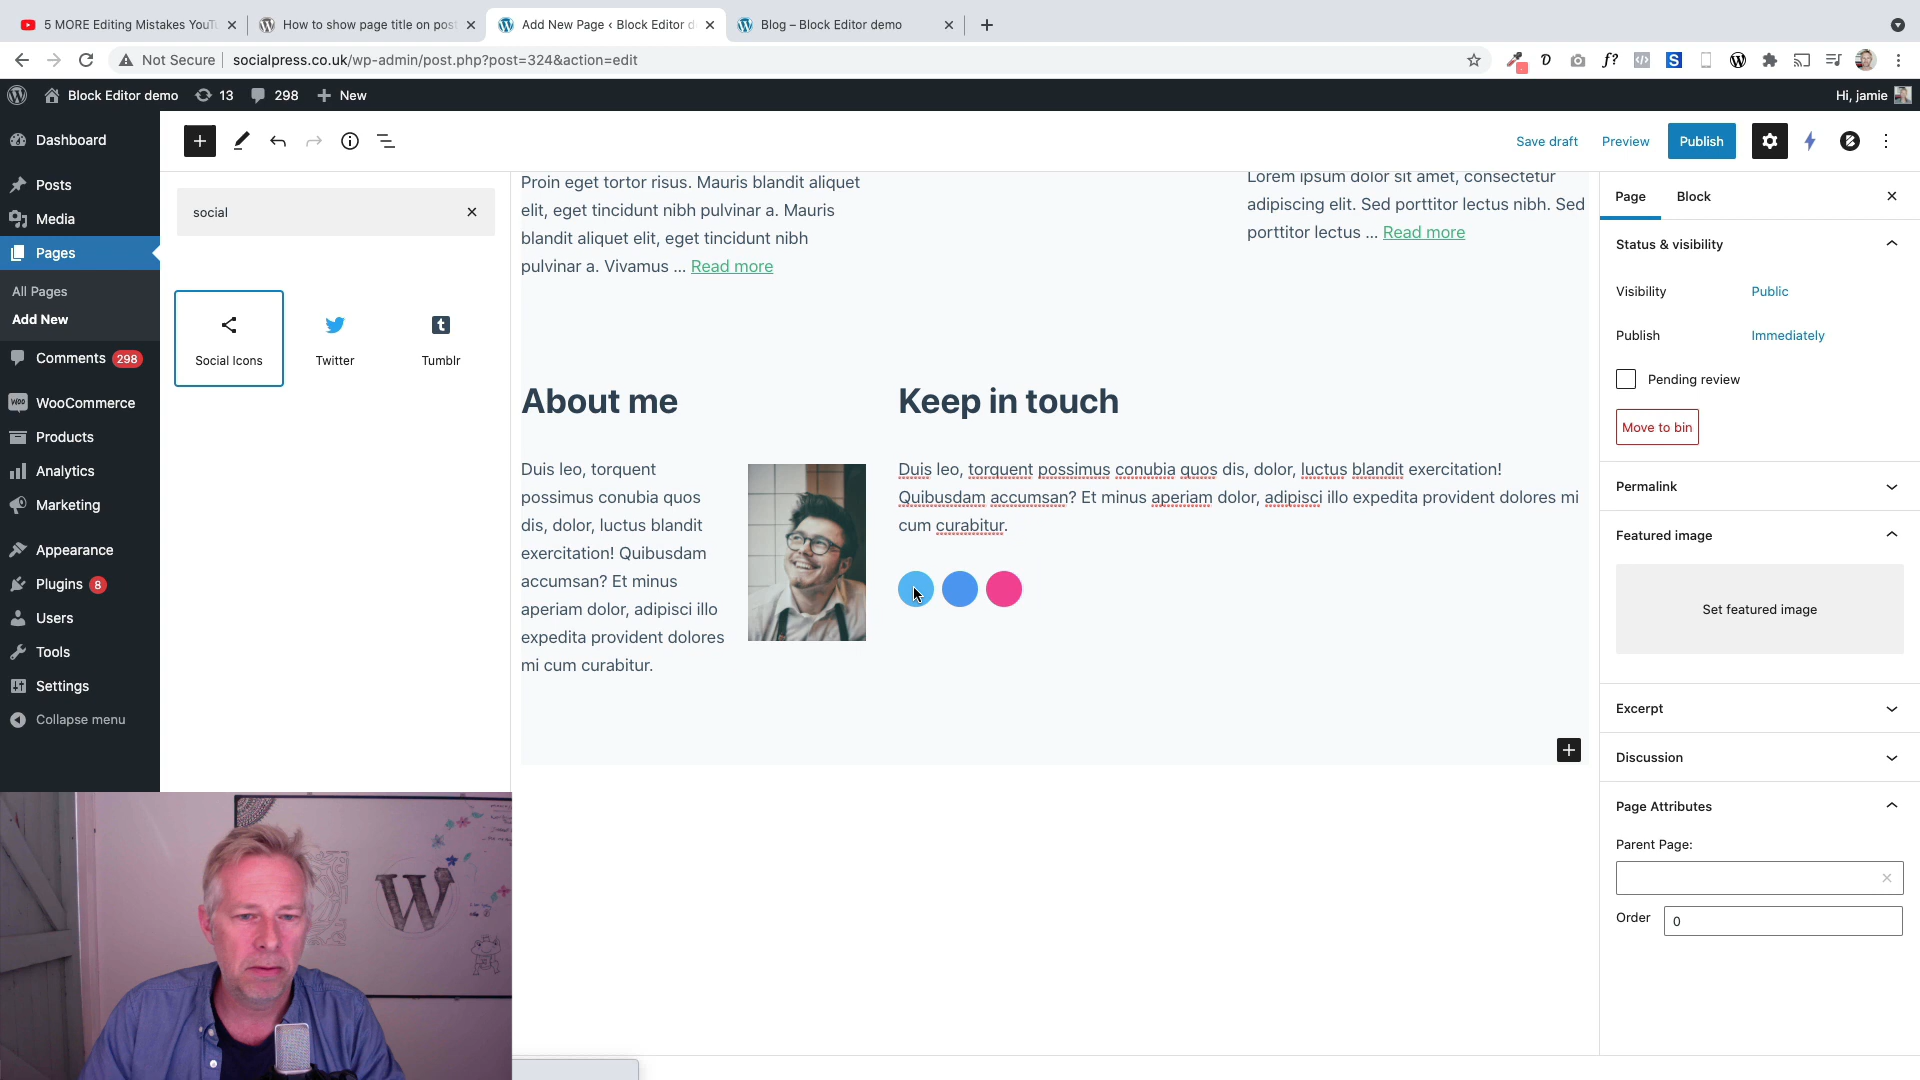 5 MORE Editing Mistakes YouTu
How to show page title on post
Add New Page ‹ Block Editor d
Blog – Block Editor demo
Not Secure
socialpress.co.uk/wp-admin/post.php?post=324&action=edit
Block Editor demo
13
298
New
Hi, jamie
Dashboard
Posts
Media
Pages
All Pages
Add New
Comments 298
WooCommerce
Products
Analytics
Marketing
Appearance
Plugins 8
Users
Tools
Settings
Collapse menu
Save draft
Preview
Publish
social
Social Icons
Twitter
Tumblr
Proin eget tortor risus. Mauris blandit aliquet
elit, eget tincidunt nibh pulvinar a. Mauris
blandit aliquet elit, eget tincidunt nibh
pulvinar a. Vivamus ... Read more
Lorem ipsum dolor sit amet, consectetur
adipiscing elit. Sed porttitor lectus nibh. Sed
porttitor lectus ... Read more
About me
Duis leo, torquent
possimus conubia quos
dis, dolor, luctus blandit
exercitation! Quibusdam
accumsan? Et minus
aperiam dolor, adipisci illo
expedita provident dolores
mi cum curabitur.
Keep in touch
Duis leo, torquent possimus conubia quos dis, dolor, luctus blandit exercitation!
Quibusdam accumsan? Et minus aperiam dolor, adipisci illo expedita provident dolores mi
cum curabitur.
Page
Block
Status & visibility
Visibility
Public
Publish
Immediately
Pending review
Move to bin
Permalink
Featured image
Set featured image
Excerpt
Discussion
Page Attributes
Parent Page:
Order
0